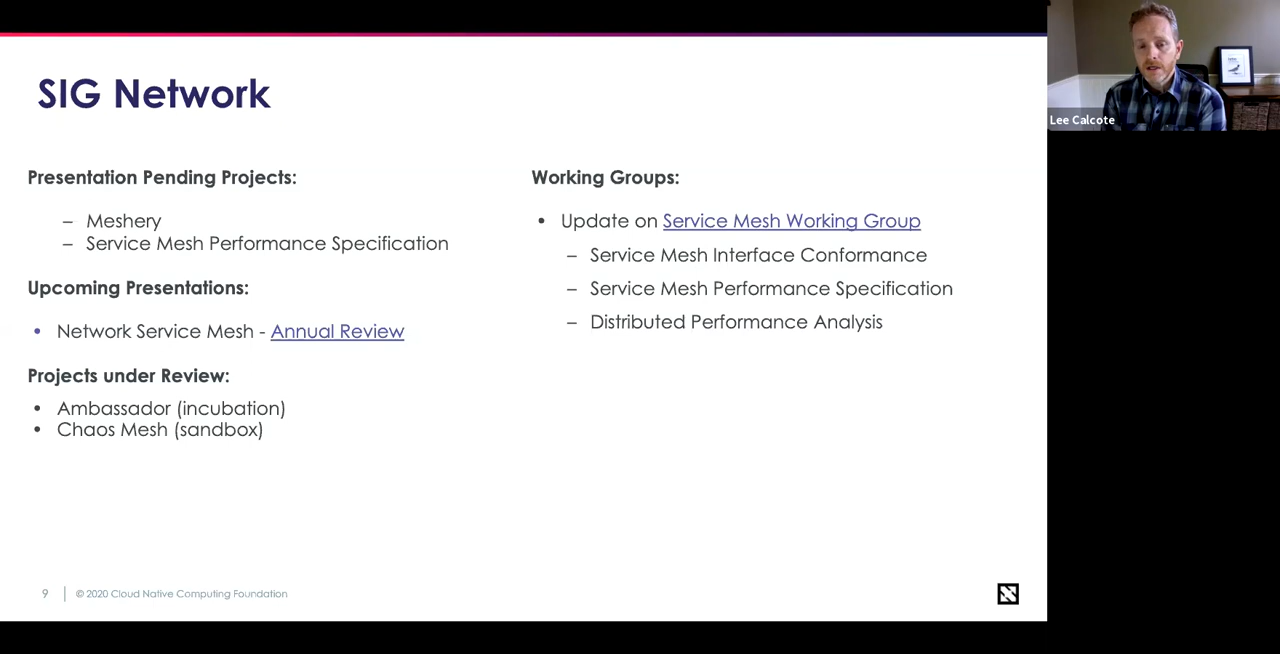 SIG Network
Presentation Pending Projects:
– Meshery
– Service Mesh Performance Specification
Upcoming Presentations:
• Network Service Mesh - Annual Review
Projects under Review:
• Ambassador (incubation)
• Chaos Mesh (sandbox)
Working Groups:
• Update on Service Mesh Working Group
– Service Mesh Interface Conformance
– Service Mesh Performance Specification
– Distributed Performance Analysis
9
© 2020 Cloud Native Computing Foundation
Lee Calcote